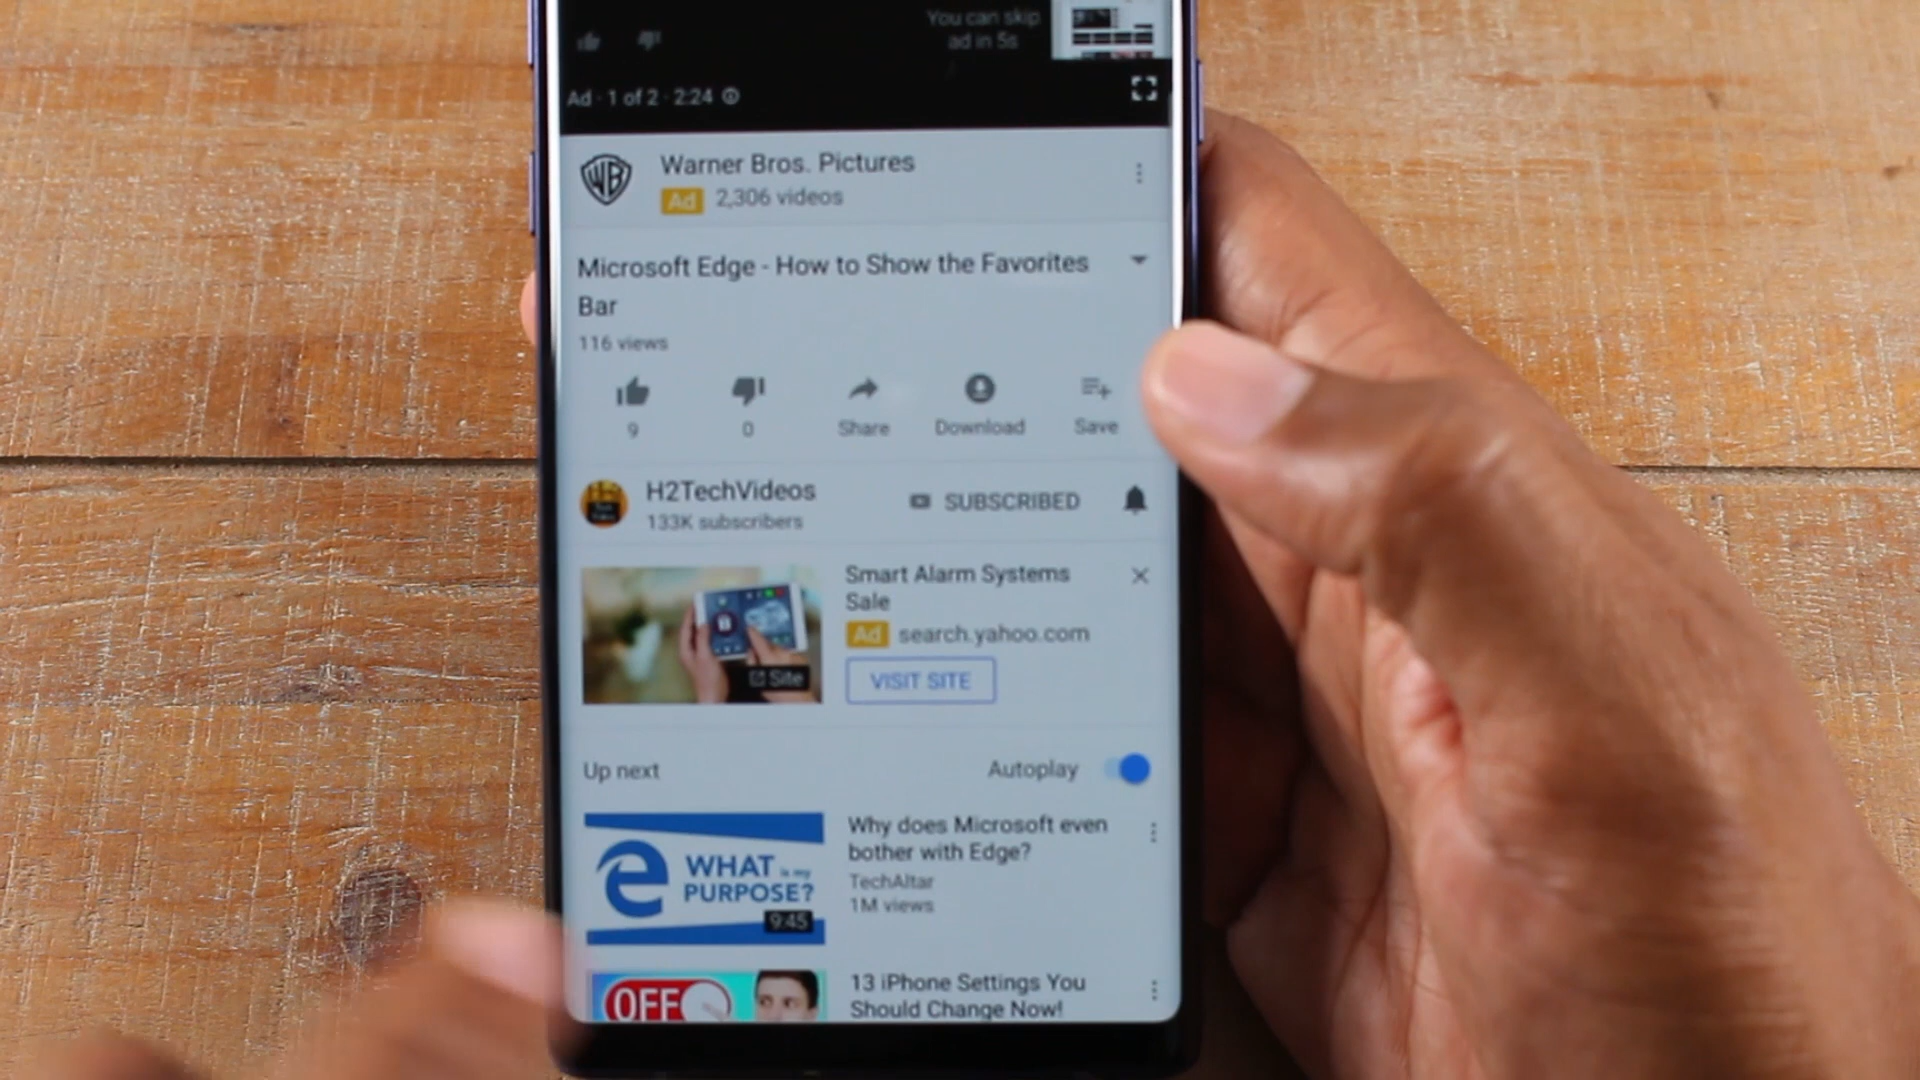 You can skip
ad in 5s
Ad · 1 of 2 · 2:24
WB
Warner Bros. Pictures
Ad 2,306 videos
Microsoft Edge - How to Show the Favorites
Bar
116 views
9
0
Share
Download
Save
H2TechVideos
133K subscribers
SUBSCRIBED
Smart Alarm Systems
Sale
Ad search.yahoo.com
Site
VISIT SITE
Up next
Autoplay
WHAT is my
PURPOSE?
9:45
Why does Microsoft even
bother with Edge?
TechAltar
1M views
OFF
13 iPhone Settings You
Should Change Now!